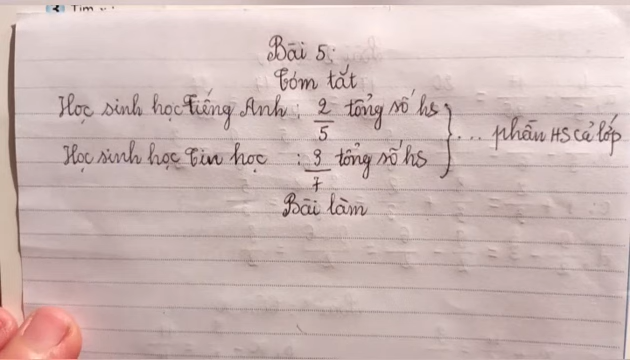 Tìm
Bài 5:
Tóm tắt
Học sinh học Tiếng Anh : 2/5 tổng số hs } ... phần HS cả lớp
Học sinh học Tin học : 3/7 tổng số hs
Bài làm